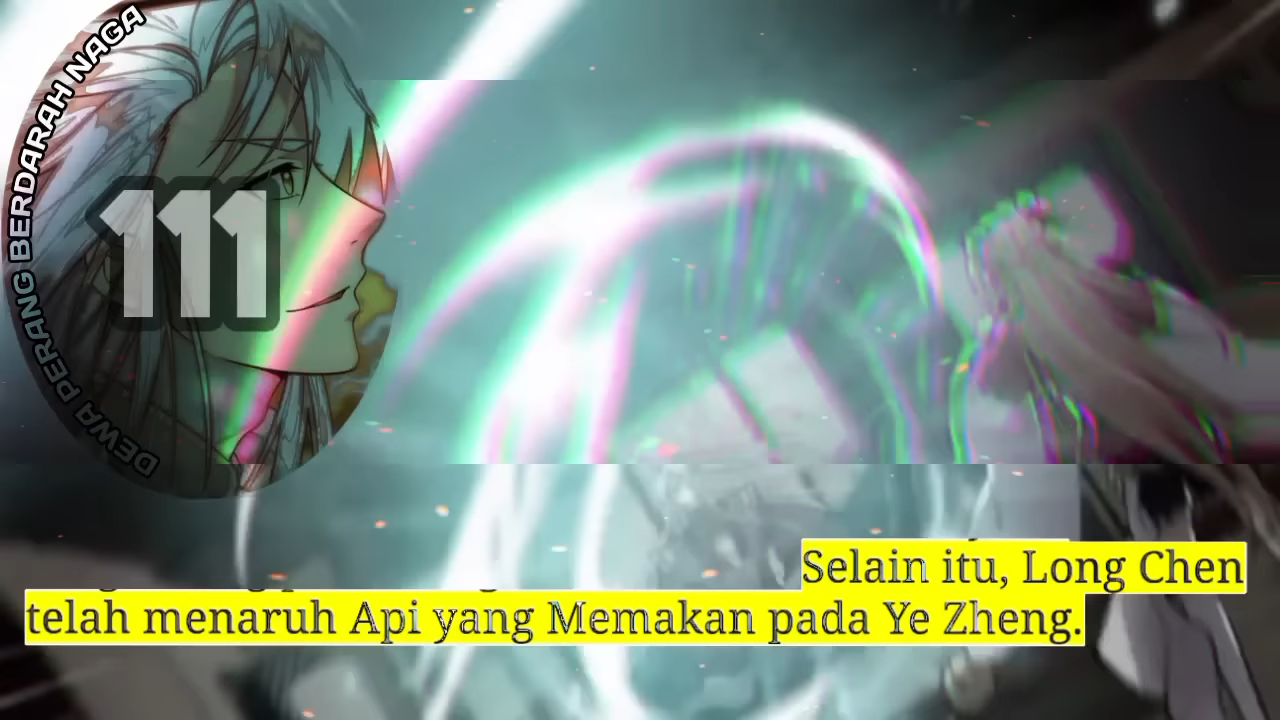 DEWA PERANG BERDARAH NAGA
111
Selain itu, Long Chen
telah menaruh Api yang Memakan pada Ye Zheng.